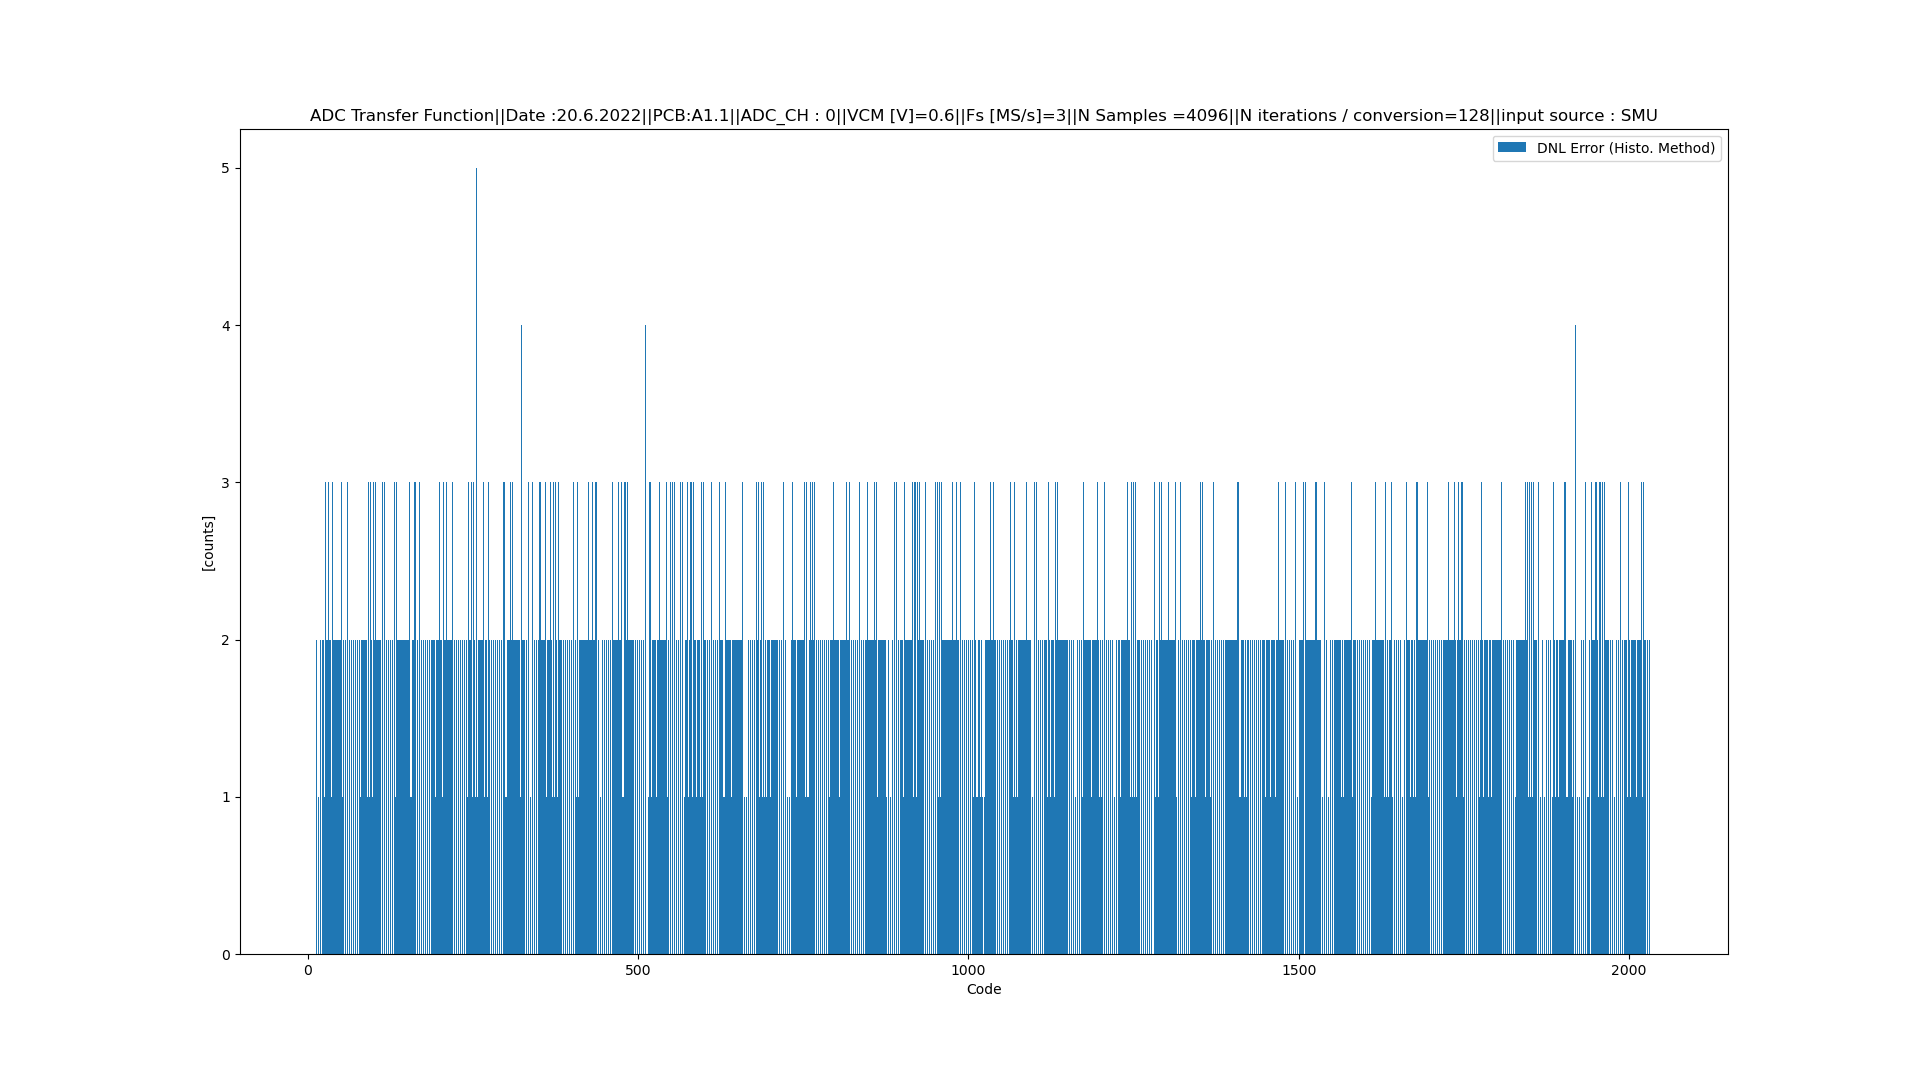 ADC Transfer Function||Date :20.6.2022||PCB:A1.1||ADC_CH : 0||VCM [V]=0.6||Fs [MS/s]=3||N Samples =4096||N iterations / conversion=128||input source : SMU
DNL Error (Histo. Method)
5
4
3
2
1
0
[counts]
0 500 1000 1500 2000
Code